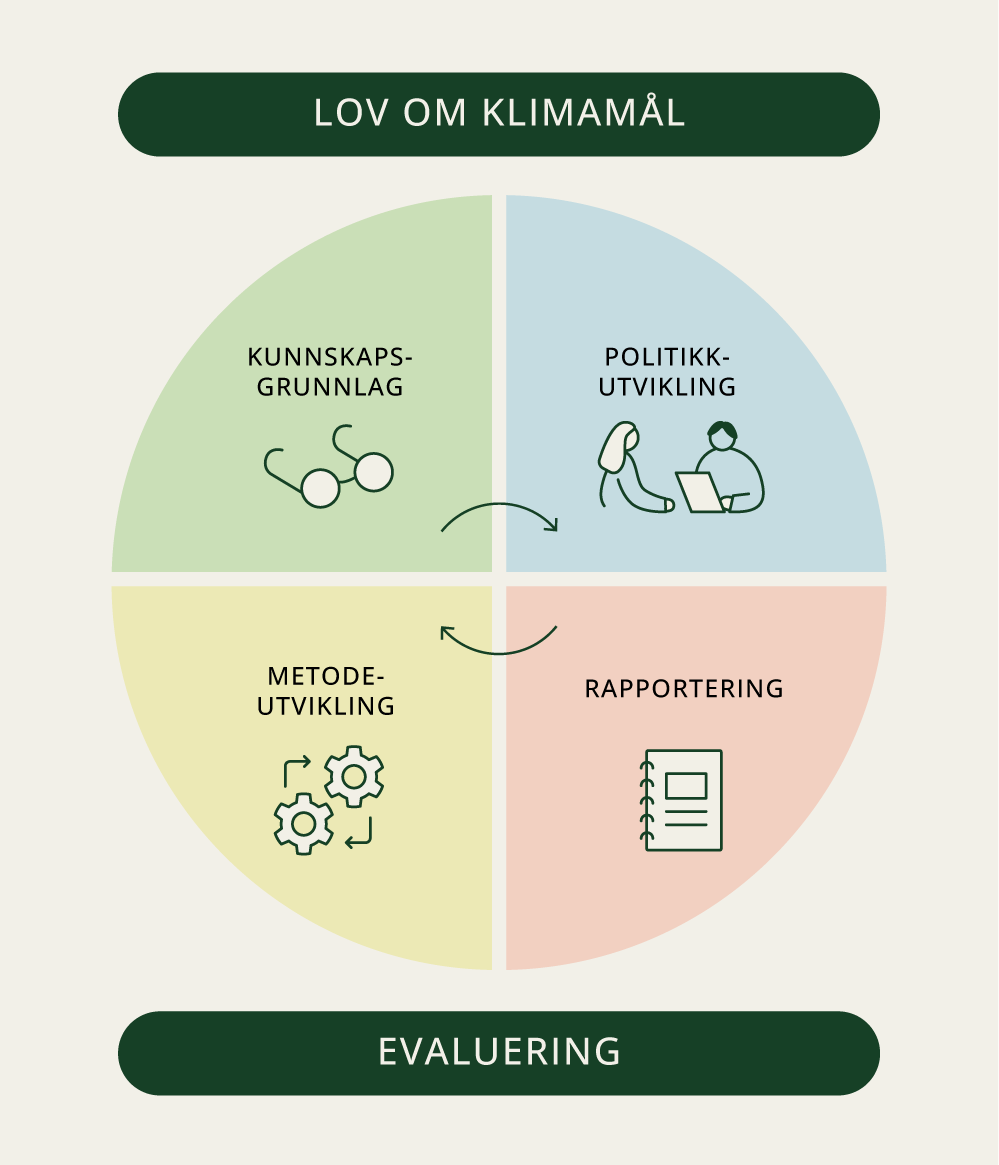 LOV OM KLIMAMÅL
KUNNSKAPS-
GRUNNLAG
POLITIKK-
UTVIKLING
METODE-
UTVIKLING
RAPPORTERING
EVALUERING